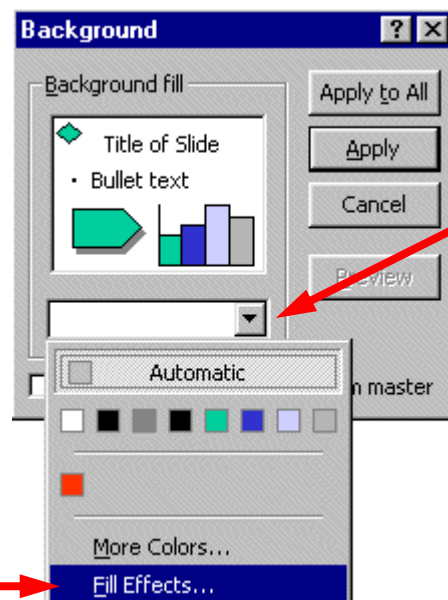 Background
Background fill
Apply to All
Title of Slide
Apply
• Bullet text
Cancel
Preview
Automatic
master
More Colors...
Fill Effects...